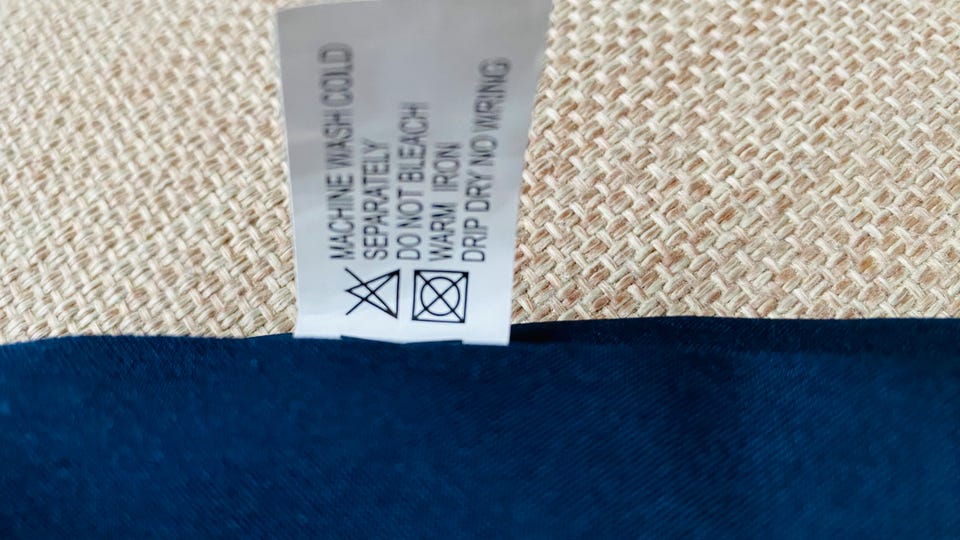 MACHINE WASH COLD
SEPARATELY
DO NOT BLEACH
WARM IRON
DRIP DRY NO WRING